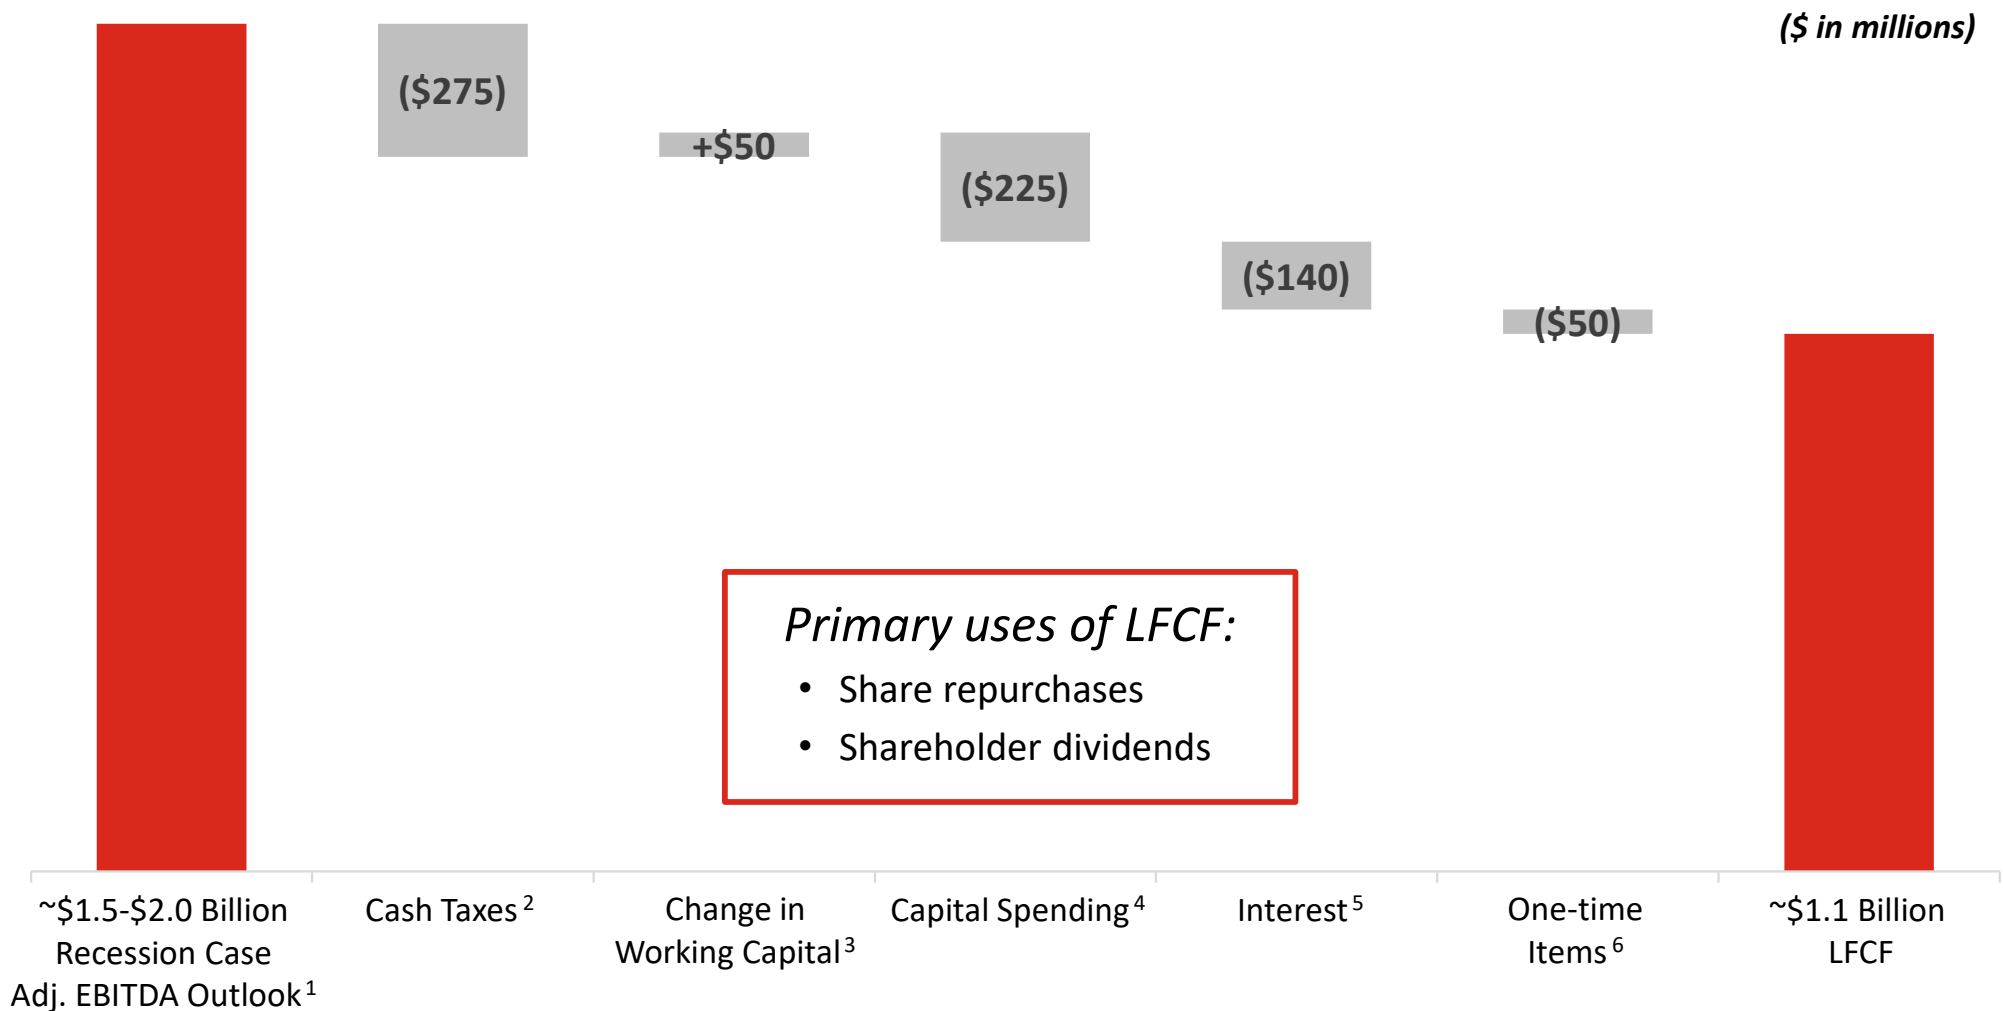 ($ in millions)
($275)
+$50
($225)
($140)
($50)
Primary uses of LFCF:
• Share repurchases
• Shareholder dividends
~$1.5-$2.0 Billion
Recession Case
Adj. EBITDA Outlook 1
Cash Taxes 2
Change in
Working Capital 3
Capital Spending 4
Interest 5
One-time
Items 6
~$1.1 Billion
LFCF